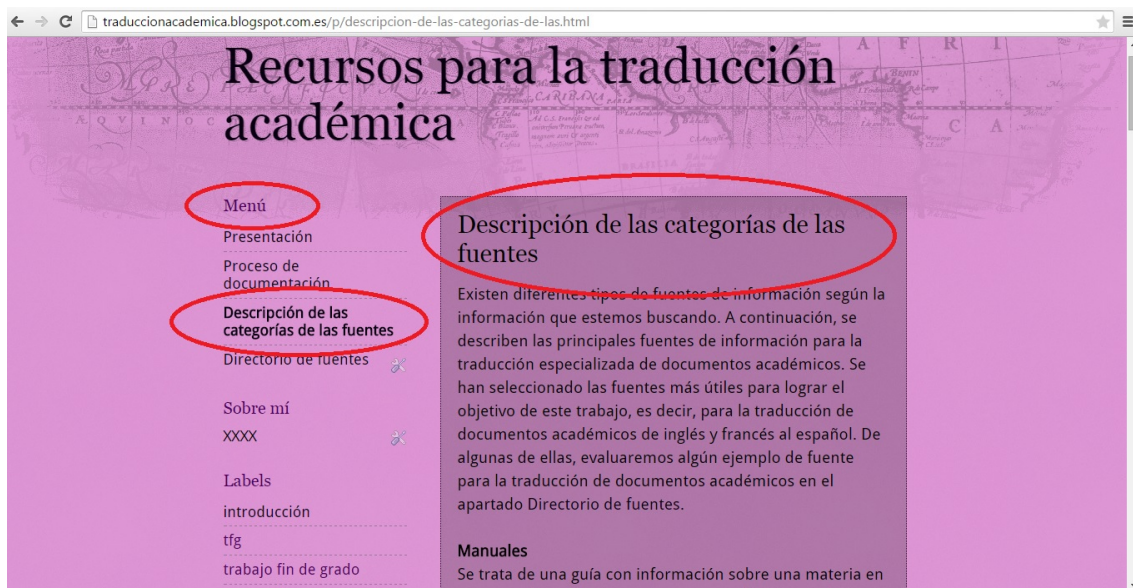 traduccionacademica.blogspot.com.es/p/descripcion-de-las-categorias-de-las.html
Recursos para la traducción
académica
Menú
Presentación
Proceso de
documentación
Descripción de las
categorías de las fuentes
Directorio de fuentes
Sobre mí
XXXX
Labels
introducción
tfg
trabajo fin de grado
Descripción de las categorías de las
fuentes
Existen diferentes tipos de fuentes de información según la
información que estemos buscando. A continuación, se
describen las principales fuentes de información para la
traducción especializada de documentos académicos. Se
han seleccionado las fuentes más útiles para lograr el
objetivo de este trabajo, es decir, para la traducción de
documentos académicos de inglés y francés al español. De
algunas de ellas, evaluaremos algún ejemplo de fuente
para la traducción de documentos académicos en el
apartado Directorio de fuentes.
Manuales
Se trata de una guía con información sobre una materia en